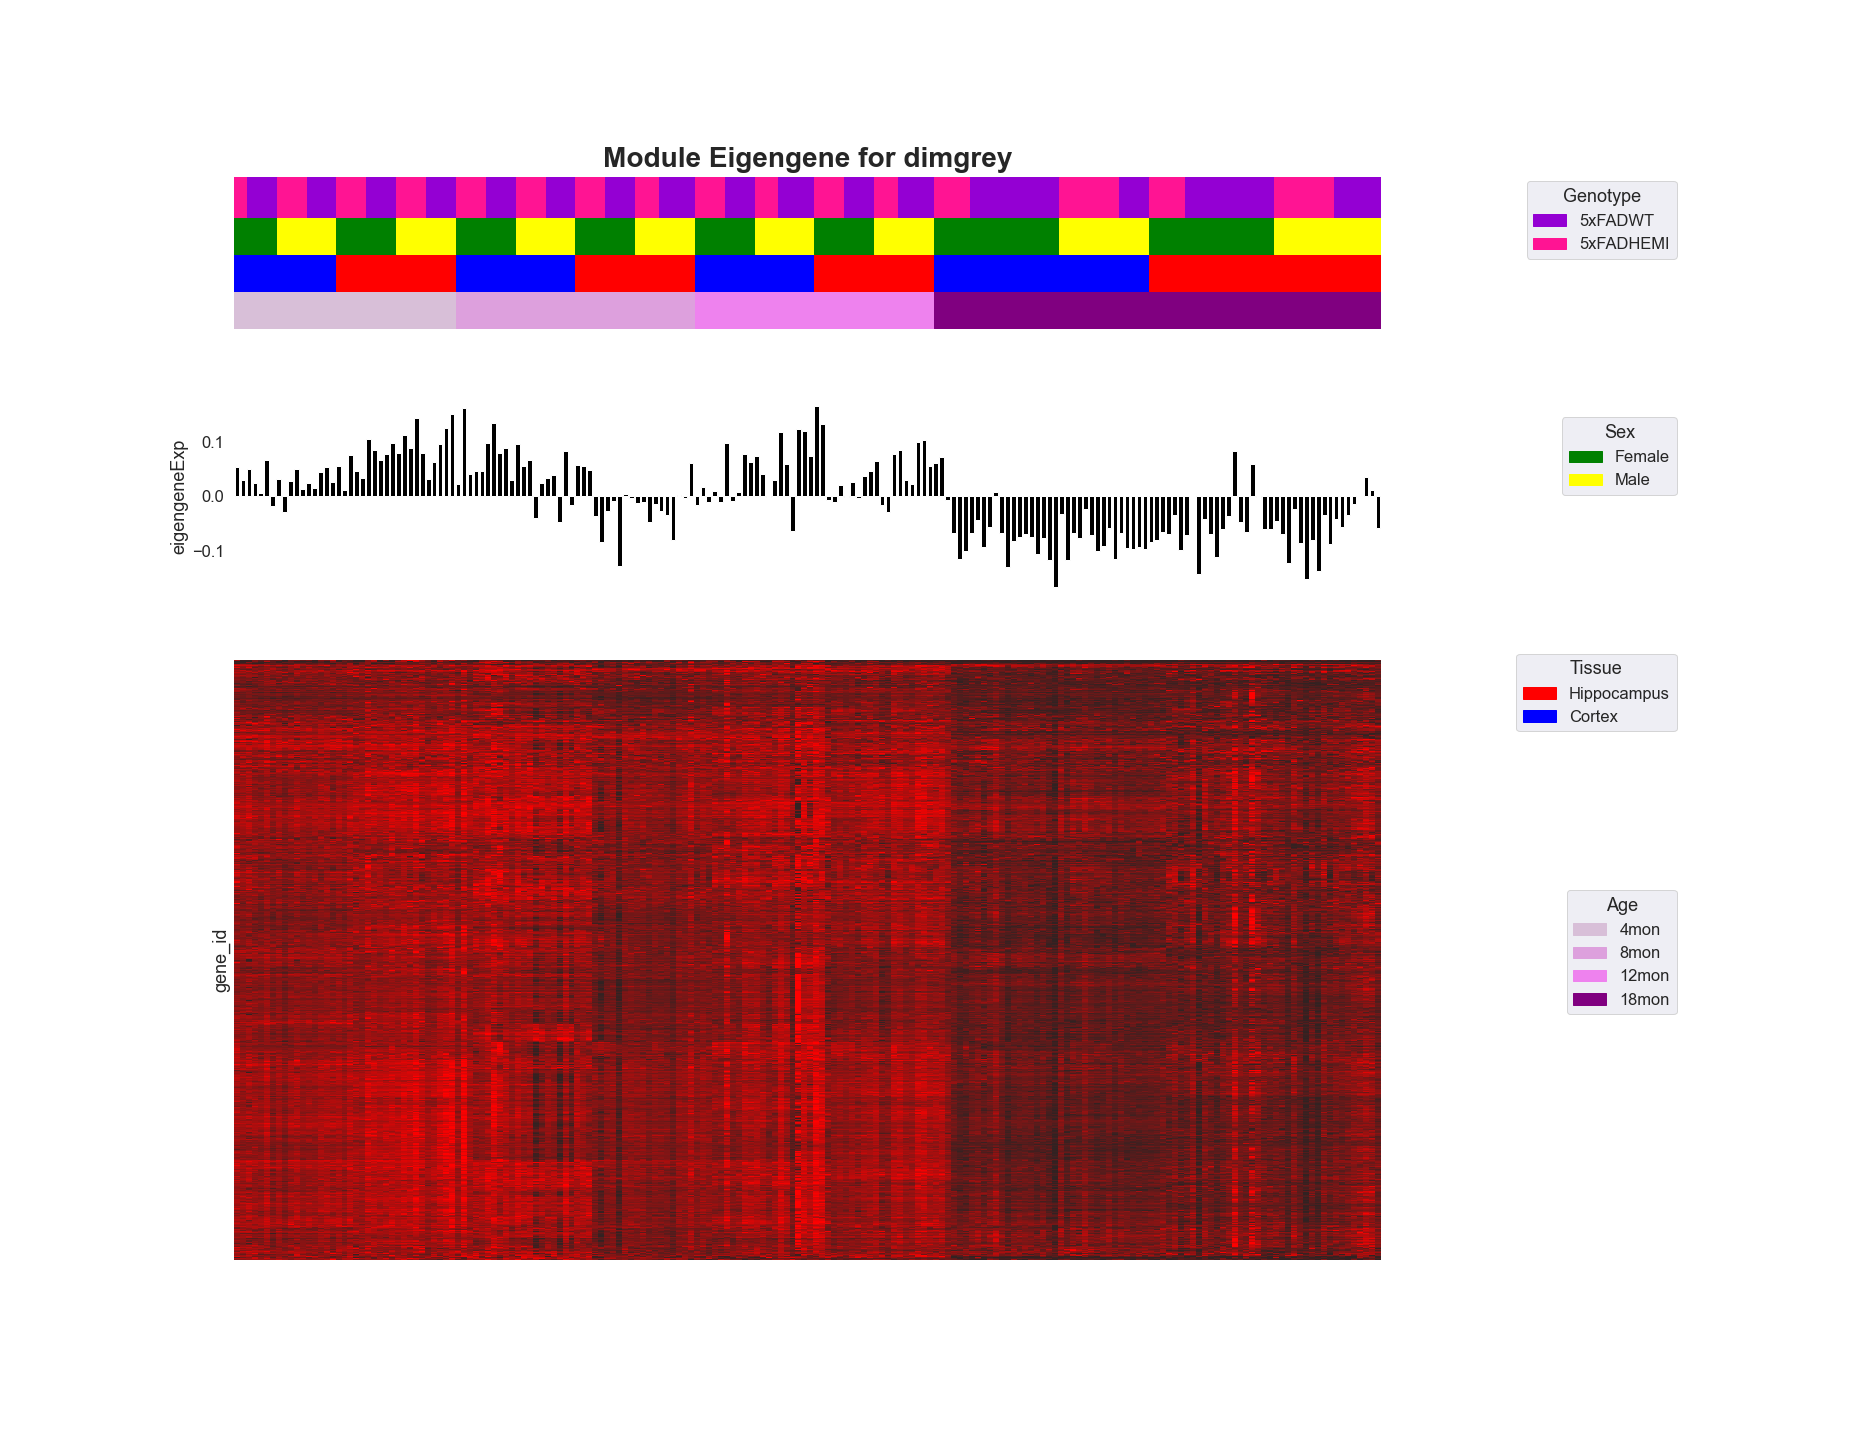 Module Eigengene for dimgrey
Genotype
5xFADWT
5xFADHEMI
eigengeneExp
0.1
0.0
−0.1
Sex
Female
Male
gene_id
Tissue
Hippocampus
Cortex
Age
4mon
8mon
12mon
18mon